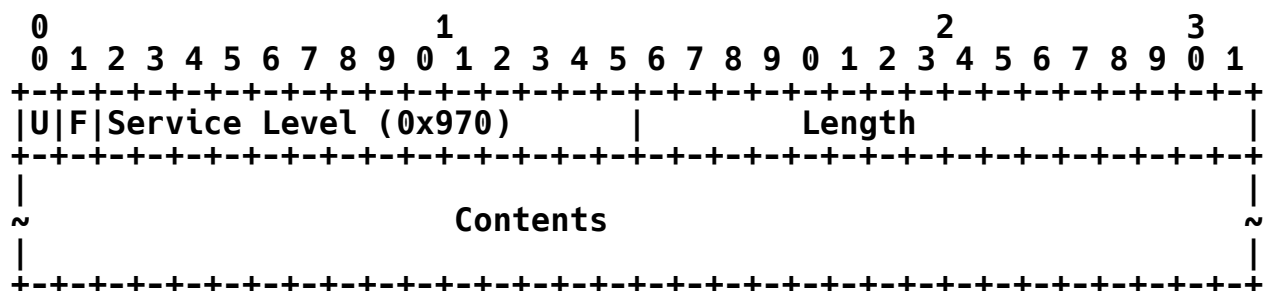 0                    1                         2            3
 0 1 2 3 4 5 6 7 8 9 0 1 2 3 4 5 6 7 8 9 0 1 2 3 4 5 6 7 8 9 0 1
+-+-+-+-+-+-+-+-+-+-+-+-+-+-+-+-+-+-+-+-+-+-+-+-+-+-+-+-+-+-+-+-+
|U|F|Service Level (0x970)      |        Length                 |
+-+-+-+-+-+-+-+-+-+-+-+-+-+-+-+-+-+-+-+-+-+-+-+-+-+-+-+-+-+-+-+-+
|                                                               |
~                      Contents                                 ~
|                                                               |
+-+-+-+-+-+-+-+-+-+-+-+-+-+-+-+-+-+-+-+-+-+-+-+-+-+-+-+-+-+-+-+-+